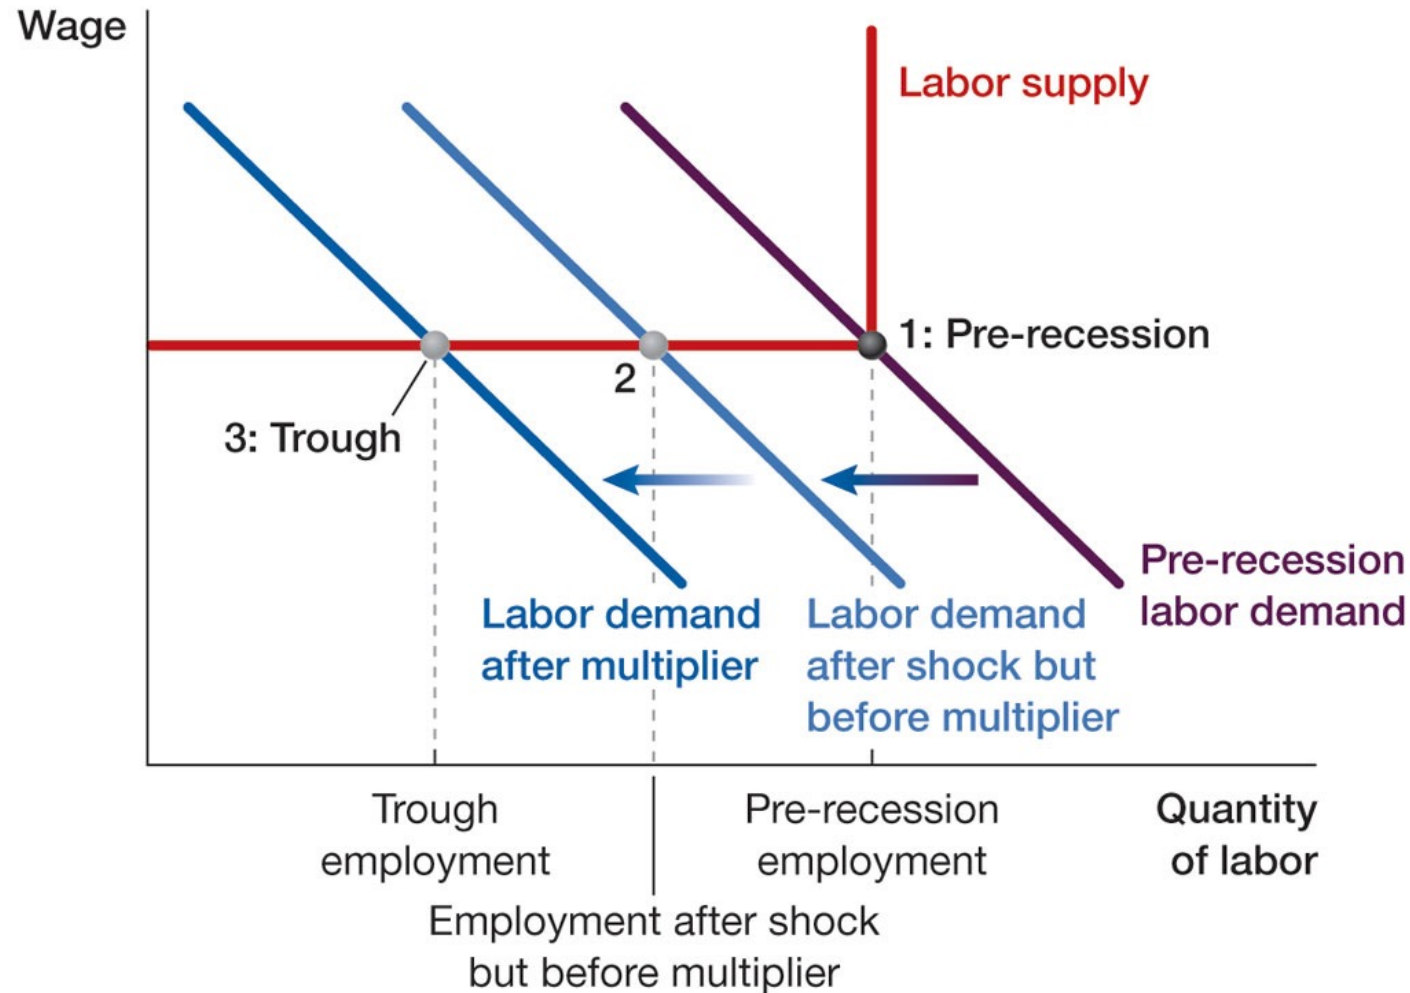 Wage
Labor supply
1: Pre-recession
2
3: Trough
Pre-recession
labor demand
Labor demand
after multiplier
Labor demand
after shock but
before multiplier
Trough
employment
Pre-recession
employment
Quantity
of labor
Employment after shock
but before multiplier